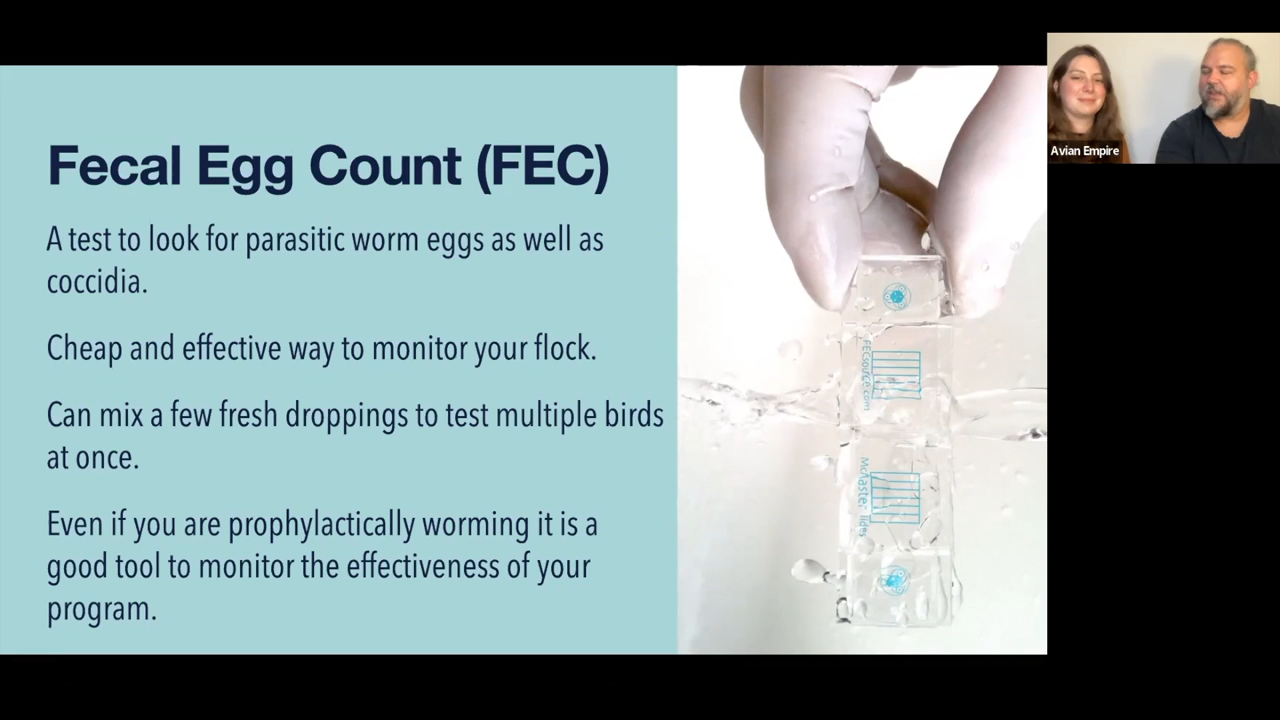 Fecal Egg Count (FEC)
A test to look for parasitic worm eggs as well as
coccidia.
Cheap and effective way to monitor your flock.
Can mix a few fresh droppings to test multiple birds
at once.
Even if you are prophylactically worming it is a
good tool to monitor the effectiveness of your
program.
FECsource.com
Avian Empire